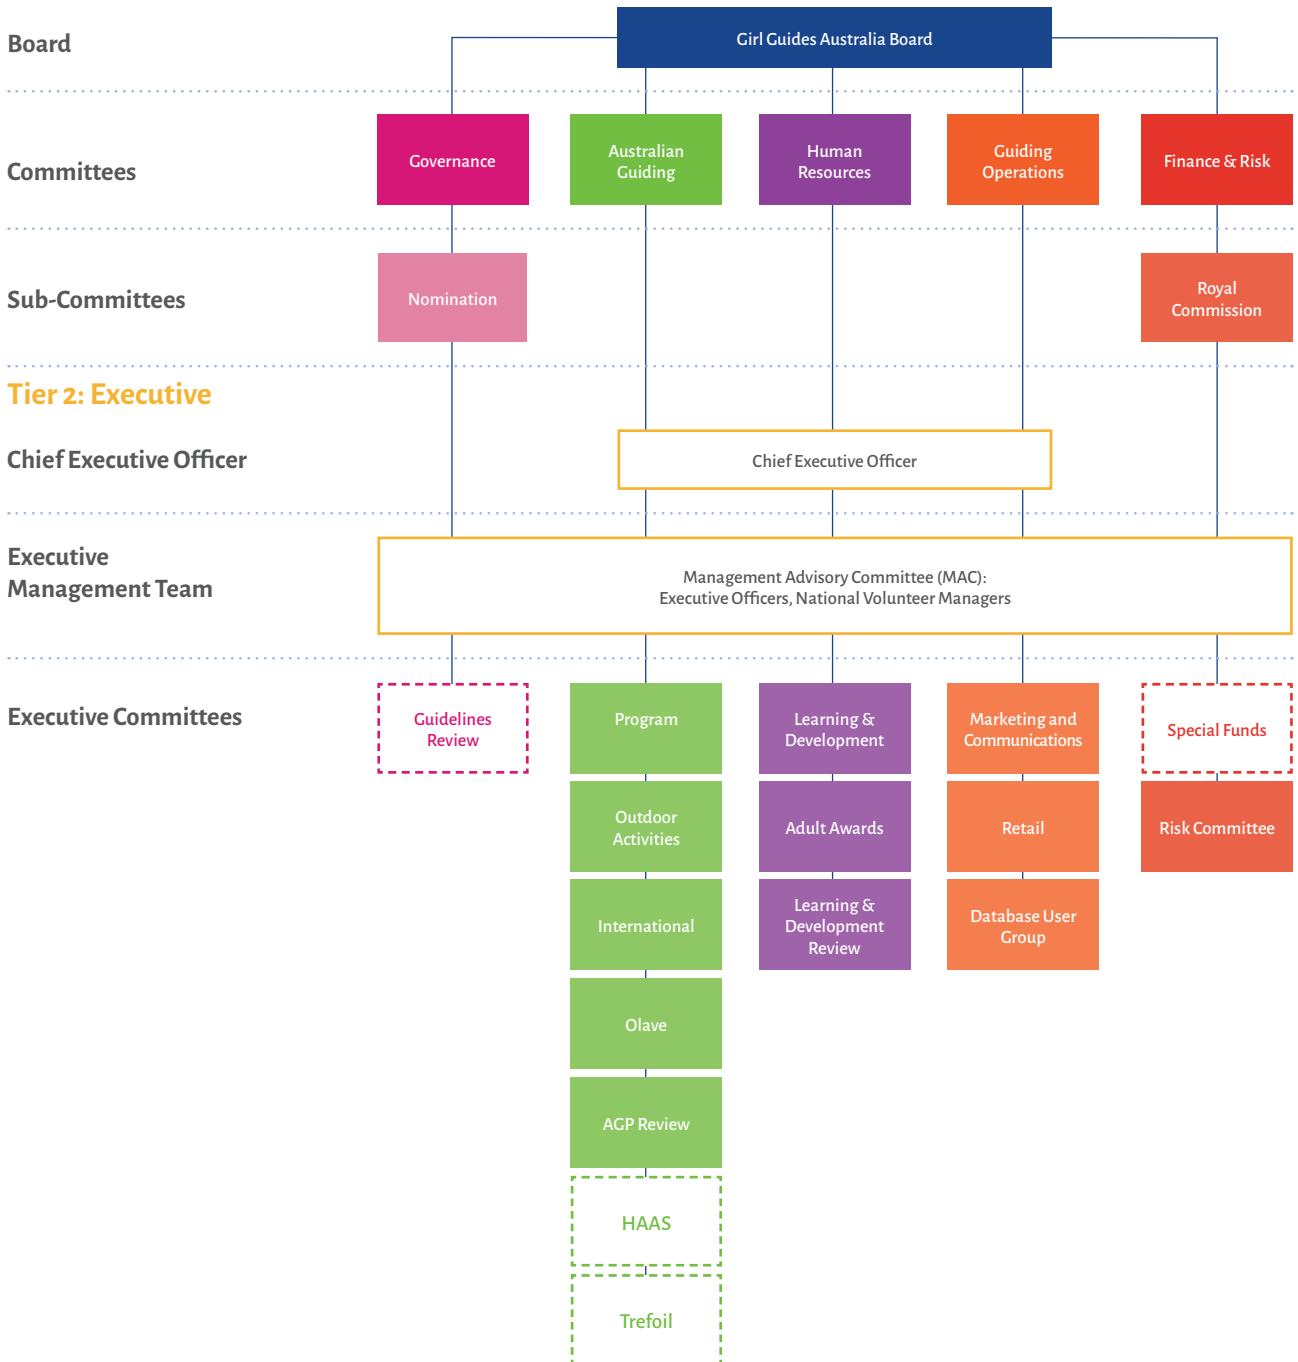 Board
Girl Guides Australia Board
Committees
Governance
Australian
Guiding
Human
Resources
Guiding
Operations
Finance & Risk
Sub-Committees
Nomination
Royal
Commission
Tier 2: Executive
Chief Executive Officer
Chief Executive Officer
Executive
Management Team
Management Advisory Committee (MAC):
Executive Officers, National Volunteer Managers
Executive Committees
Guidelines
Review
Program
Learning &
Development
Marketing and
Communications
Special Funds
Outdoor
Activities
Adult Awards
Retail
Risk Committee
International
Learning &
Development
Review
Database User
Group
Olave
AGP Review
HAAS
Trefoil